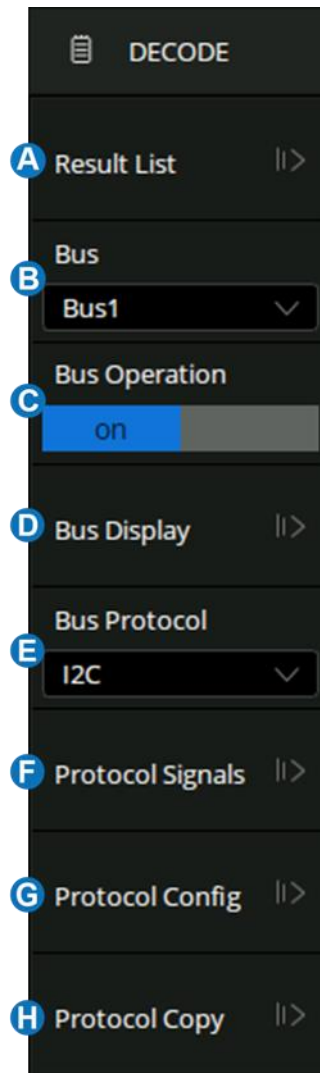 DECODE
A Result List
Bus
B
Bus1
Bus Operation
C
on
D Bus Display
Bus Protocol
E
I2C
F Protocol Signals
G Protocol Config
H Protocol Copy